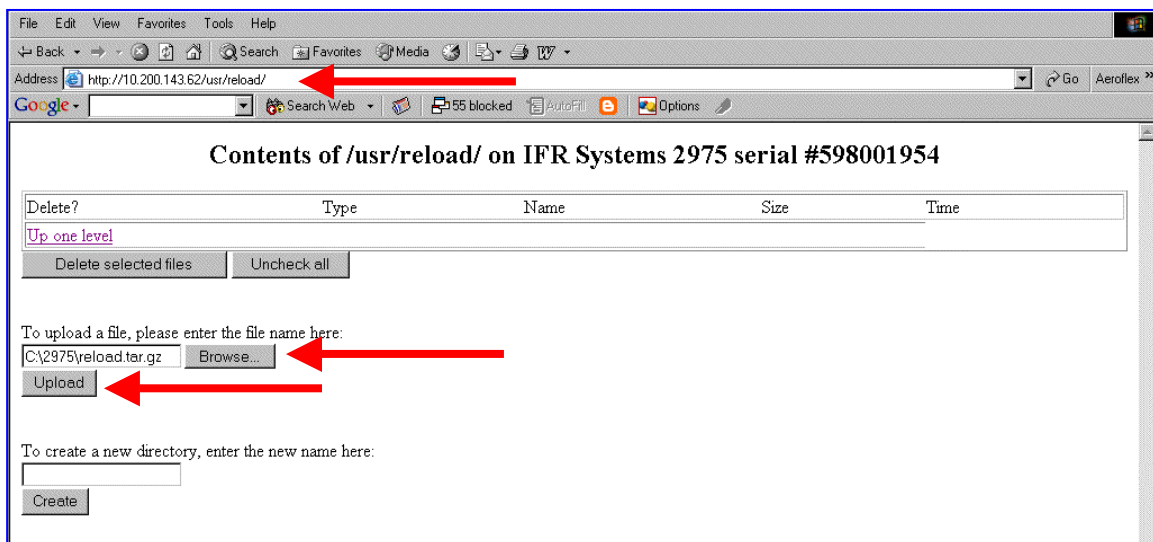 File Edit View Favorites Tools Help
Back Search Favorites Media
Address http://10.200.143.62/usr/reload/ Go Aeroflex »
Google Search Web 55 blocked AutoFill Options
Contents of /usr/reload/ on IFR Systems 2975 serial #598001954
Delete? Type Name Size Time
Up one level
Delete selected files Uncheck all
To upload a file, please enter the file name here:
C:\2975\reload.tar.gz Browse...
Upload
To create a new directory, enter the new name here:
Create